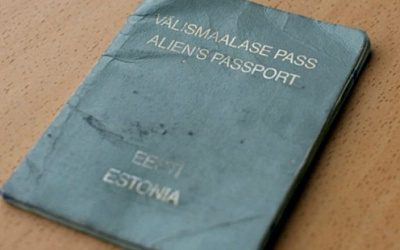 VÄLISMAALASE PASS
ALIEN'S PASSPORT
EESTI
ESTONIA